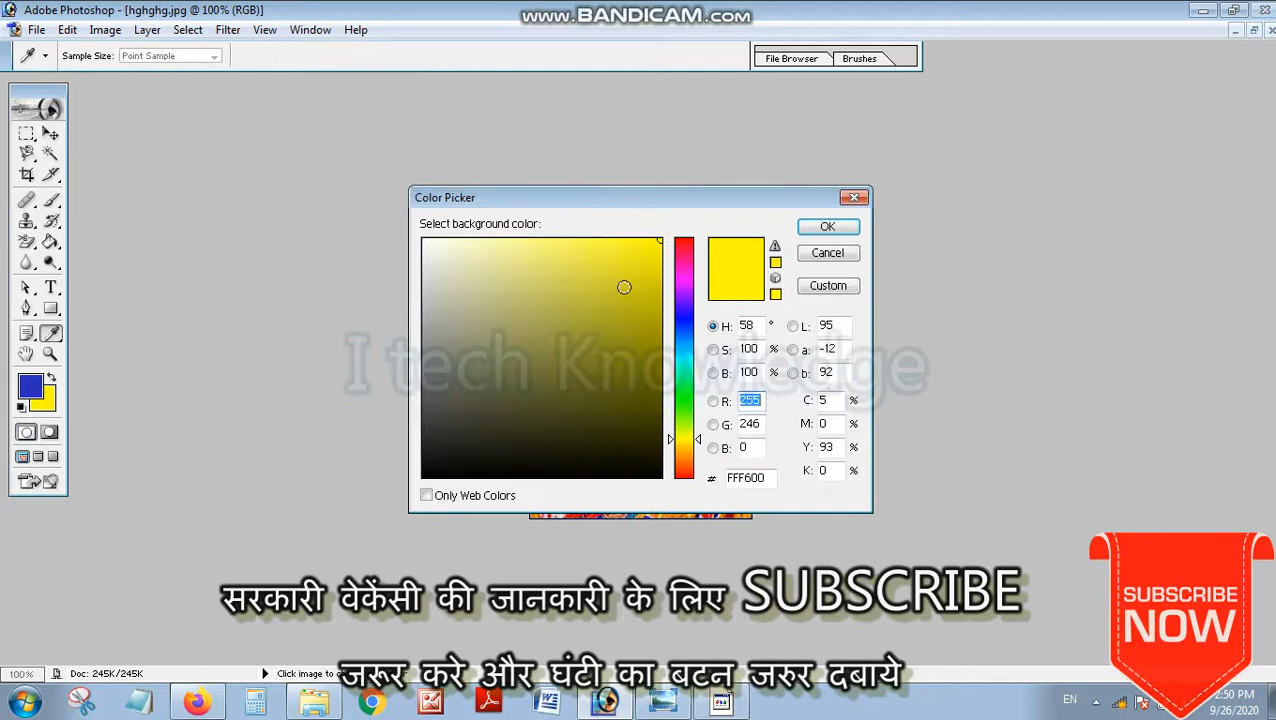 Adobe Photoshop - [hghghg.jpg @ 100% (RGB)]
www.BANDICAM.com
File Edit Image Layer Select Filter View Window Help
Sample Size: Point Sample
File Browser Brushes
Color Picker
Select background color:
OK
Cancel
Custom
H: 58 ° L: 95
S: 100 % a: -12
B: 100 % b: 92
R: 255 C: 5 %
G: 246 M: 0 %
B: 0 Y: 93 %
# FFF600 K: 0 %
Only Web Colors
I tech Knowledge
सरकारी वेकेंसी की जानकारी के लिए SUBSCRIBE
जरूर करे और घंटी का बटन जरुर दबाये
SUBSCRIBE
NOW
100% Doc: 245K/245K Click image to
EN
2:50 PM
9/26/2020